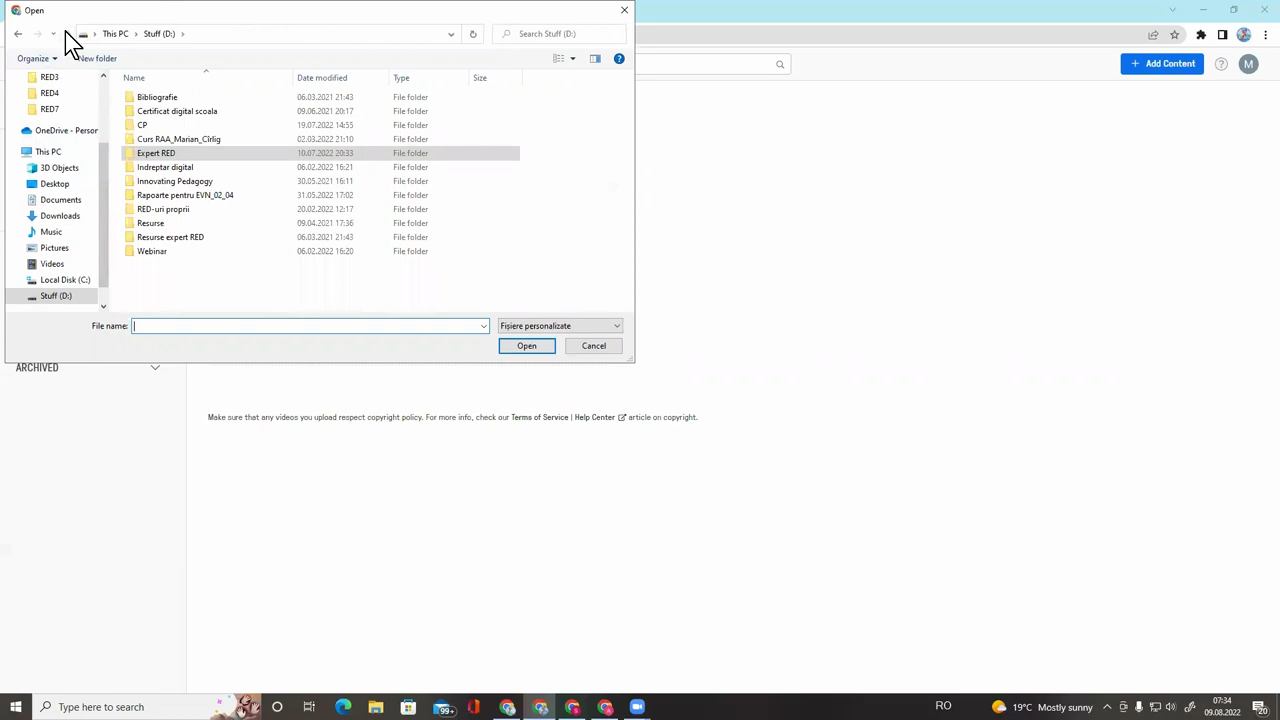 Open
This PC
Stuff (D:)
Search Stuff (D:)
Organize
New folder
RED3
RED4
RED7
OneDrive - Person
This PC
3D Objects
Desktop
Documents
Downloads
Music
Pictures
Videos
Local Disk (C:)
Stuff (D:)
Name Date modified Type Size
Bibliografie 06.03.2021 21:43 File folder
Certificat digital scoala 09.06.2021 20:17 File folder
CP 19.07.2022 14:55 File folder
Curs RAA_Marian_Cîrlig 02.03.2022 21:10 File folder
Expert RED 10.07.2022 20:33 File folder
Indreptar digital 06.02.2022 16:21 File folder
Innovating Pedagogy 30.05.2021 16:11 File folder
Rapoarte pentru EVN_02_04 31.05.2022 17:02 File folder
RED-uri proprii 20.02.2022 12:17 File folder
Resurse 09.04.2021 17:36 File folder
Resurse expert RED 06.03.2021 21:43 File folder
Webinar 06.02.2022 16:20 File folder
File name:
Fișiere personalizate
Open
Cancel
+ Add Content
?
M
ARCHIVED
Make sure that any videos you upload respect copyright policy. For more info, check our Terms of Service | Help Center article on copyright.
Type here to search
99+
19°C Mostly sunny
RO
07:34
09.08.2022
20